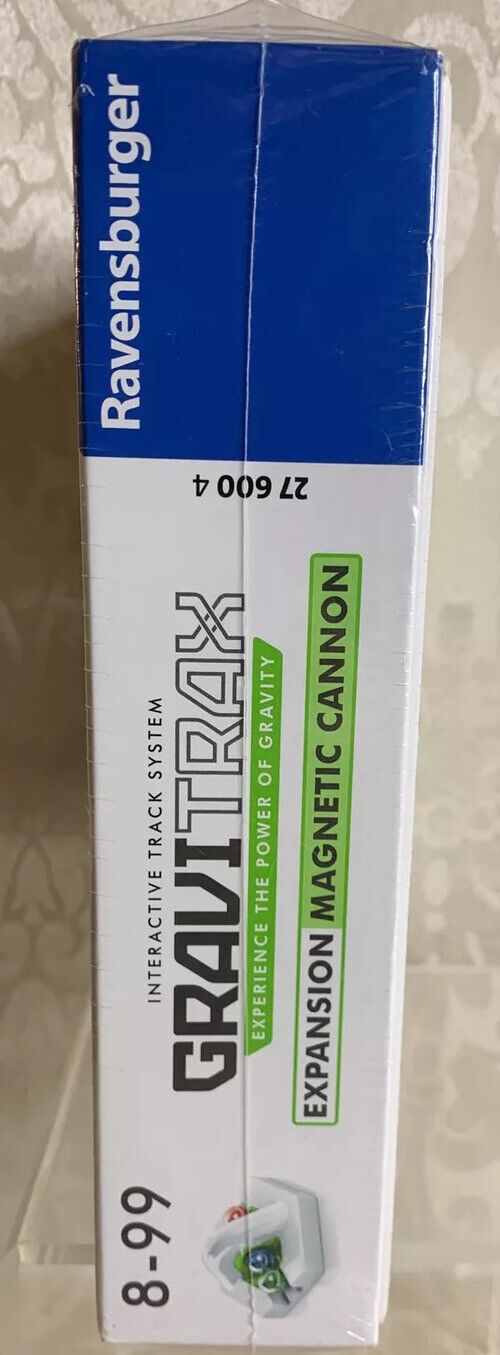 Ravensburger
27 600 4
INTERACTIVE TRACK SYSTEM
GRAVITRAX
EXPERIENCE THE POWER OF GRAVITY
EXPANSION MAGNETIC CANNON
8-99